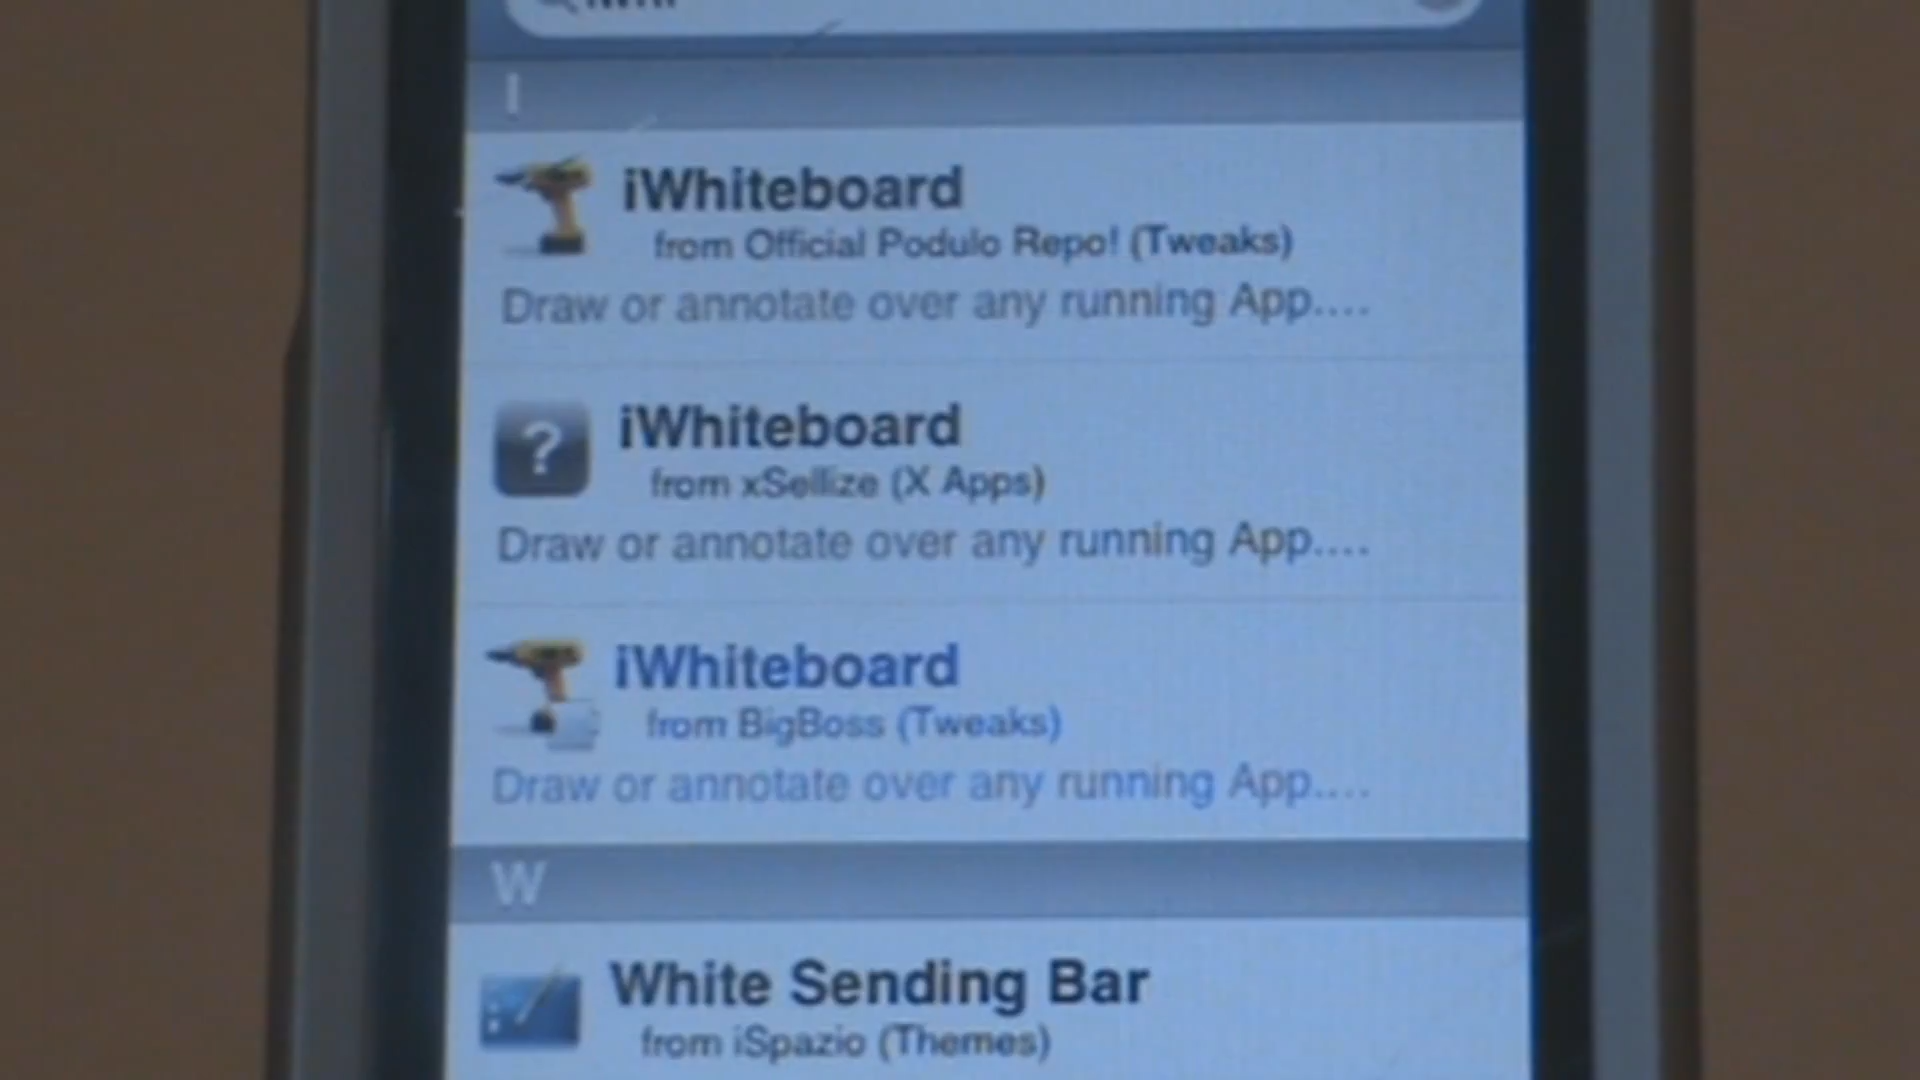 I
iWhiteboard
from Official Podulo Repo! (Tweaks)
Draw or annotate over any running App....
?
iWhiteboard
from xSellize (X Apps)
Draw or annotate over any running App....
iWhiteboard
from BigBoss (Tweaks)
Draw or annotate over any running App....
W
White Sending Bar
from iSpazio (Themes)